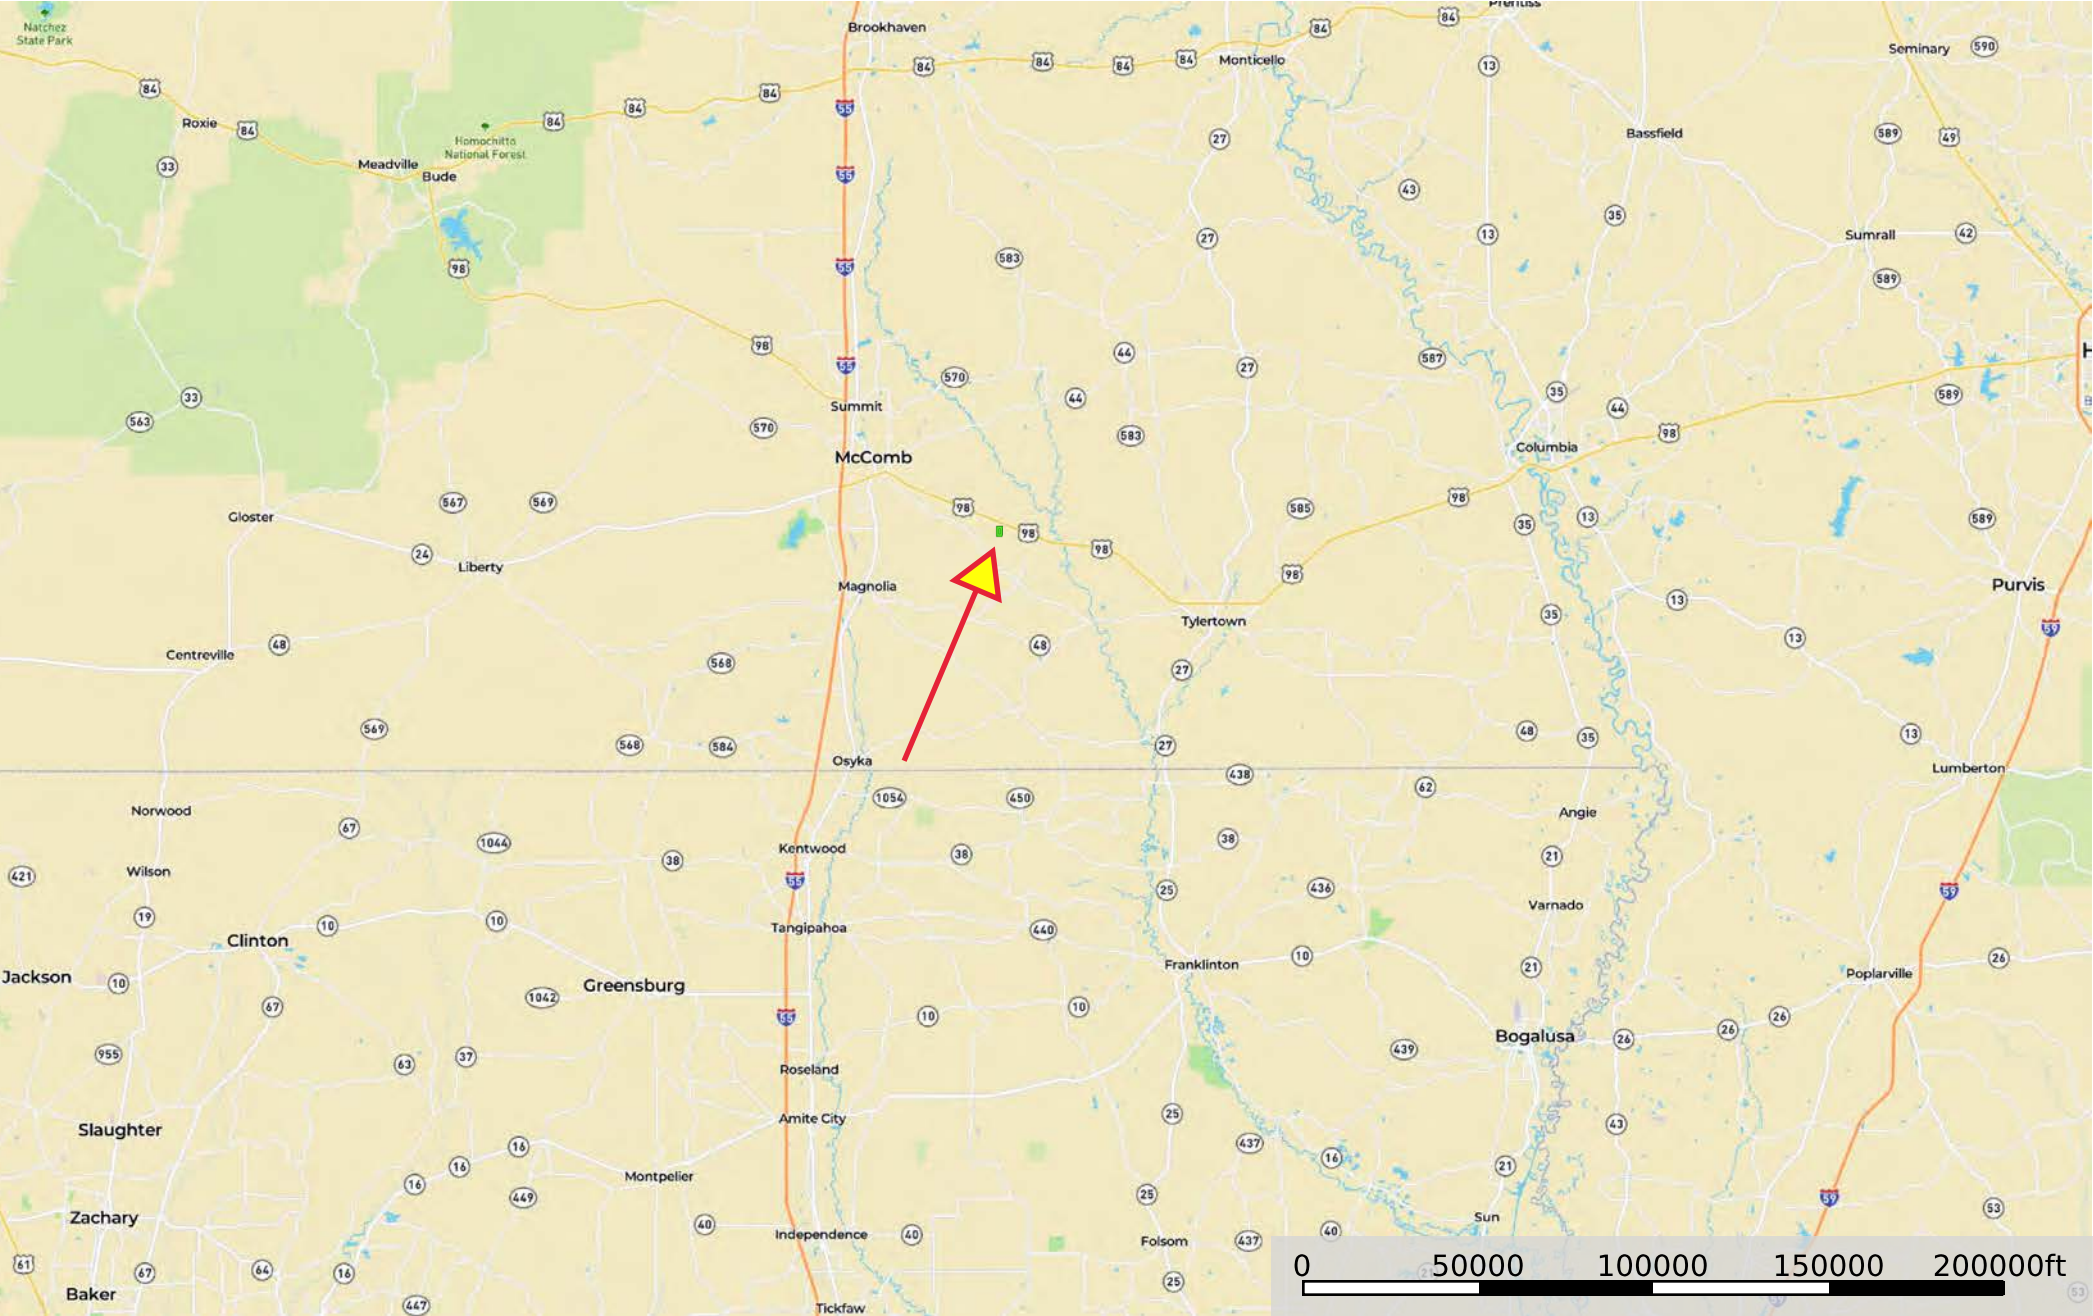 Natchez
State Park
Brookhaven
84
84
84
Prentiss
Seminary
590
84
84
84
84
Monticello
13
84
84
84
84
55
Roxie
84
Homochitto
National Forest
Meadville
Bude
33
27
Bassfield
589
49
55
43
35
Sumrall
42
27
13
583
55
98
589
98
44
587
55
27
570
33
563
Summit
570
44
583
35
44
98
589
McComb
Columbia
Gloster
567
569
98
98
585
98
35
13
589
24
Liberty
98
98
Magnolia
Purvis
13
35
Tylertown
59
Centreville
48
48
13
568
27
569
568
584
27
48
35
13
Osyka
438
Lumberton
Norwood
1054
450
62
Angie
67
1044
Kentwood
38
38
38
21
421
Wilson
55
25
436
59
19
Tangipahoa
Varnado
Clinton
10
10
440
Franklinton
10
21
26
Jackson
10
Greensburg
1042
Poplarville
67
55
10
10
Bogalusa
26
26
26
955
63
37
439
Roseland
Slaughter
Amite City
25
43
16
437
16
16
Montpelier
16
21
449
25
59
Zachary
40
Independence
40
Sun
53
Folsom
437
40
61
67
64
16
25
Baker
447
Tickfaw
0 50000 100000 150000 200000ft
53